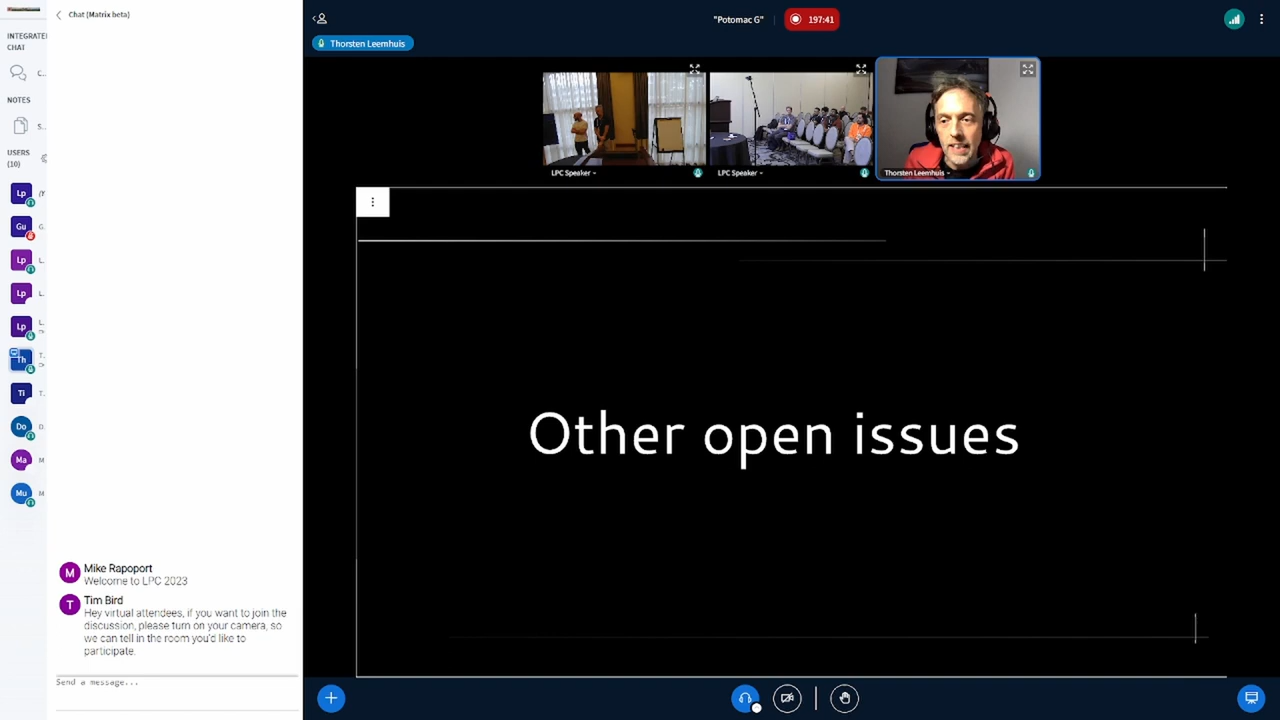 Chat (Matrix beta)
INTEGRATED
CHAT
C..
NOTES
S..
USERS
(10)
Lp
Gu
G.
Lp
L.
Lp
L.
Lp
L.
Th
T.
Ti
T.
Do
D.
Ma
M
Mu
M
M
Mike Rapoport
Welcome to LPC 2023
T
Tim Bird
Hey virtual attendees, if you want to join the
discussion, please turn on your camera, so
we can tell in the room you'd like to
participate.
Send a message...
"Potomac G"
197:41
Thorsten Leemhuis
LPC Speaker
LPC Speaker
Thorsten Leemhuis
Other open issues